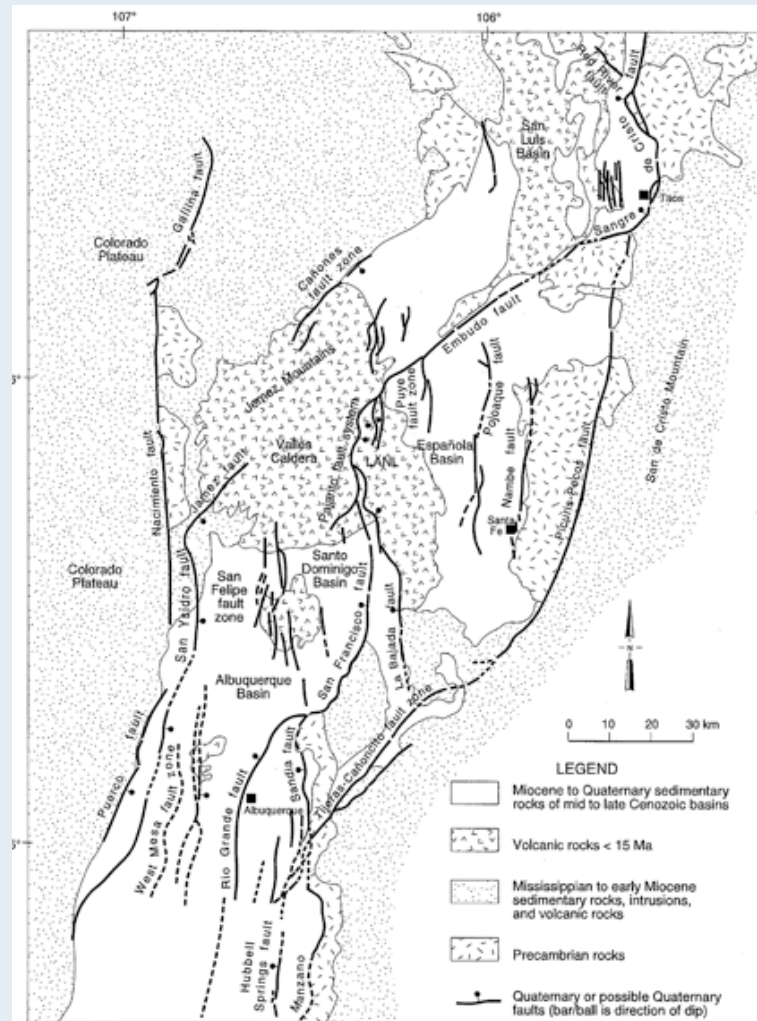 107°
106°
Red River
fault
fault
Cristo
de
Sangre
San
Luis
Basin
Taos
Gallina fault
Colorado
Plateau
Cañones
fault zone
Embudo fault
Jemez Mountains
Puye
fault zone
Pojoaque fault
San de Cristo Mountain
Nacimiento fault
Valles
Caldera
Pajarito fault system
LANL
Española
Basin
Nambe fault
Picuris-Pecos fault
Jamez fault
Santa
Fe
Colorado
Plateau
San Ysidro fault
San
Felipe
fault
zone
Santo
Dominigo
Basin
San Francisco fault
La Bajada fault
N
Albuquerque
Basin
Puerco fault
West Mesa fault zone
Rio Grande fault
Sandia fault
Tijeras-Cañoncito fault zone
Albuquerque
Hubbell
Springs fault
Manzano
0 10 20 30 km
LEGEND
Miocene to Quaternary sedimentary
rocks of mid to late Cenozoic basins
Volcanic rocks < 15 Ma
Mississippian to early Miocene
sedimentary rocks, intrusions,
and volcanic rocks
Precambrian rocks
Quaternary or possible Quaternary
faults (bar/ball is direction of dip)